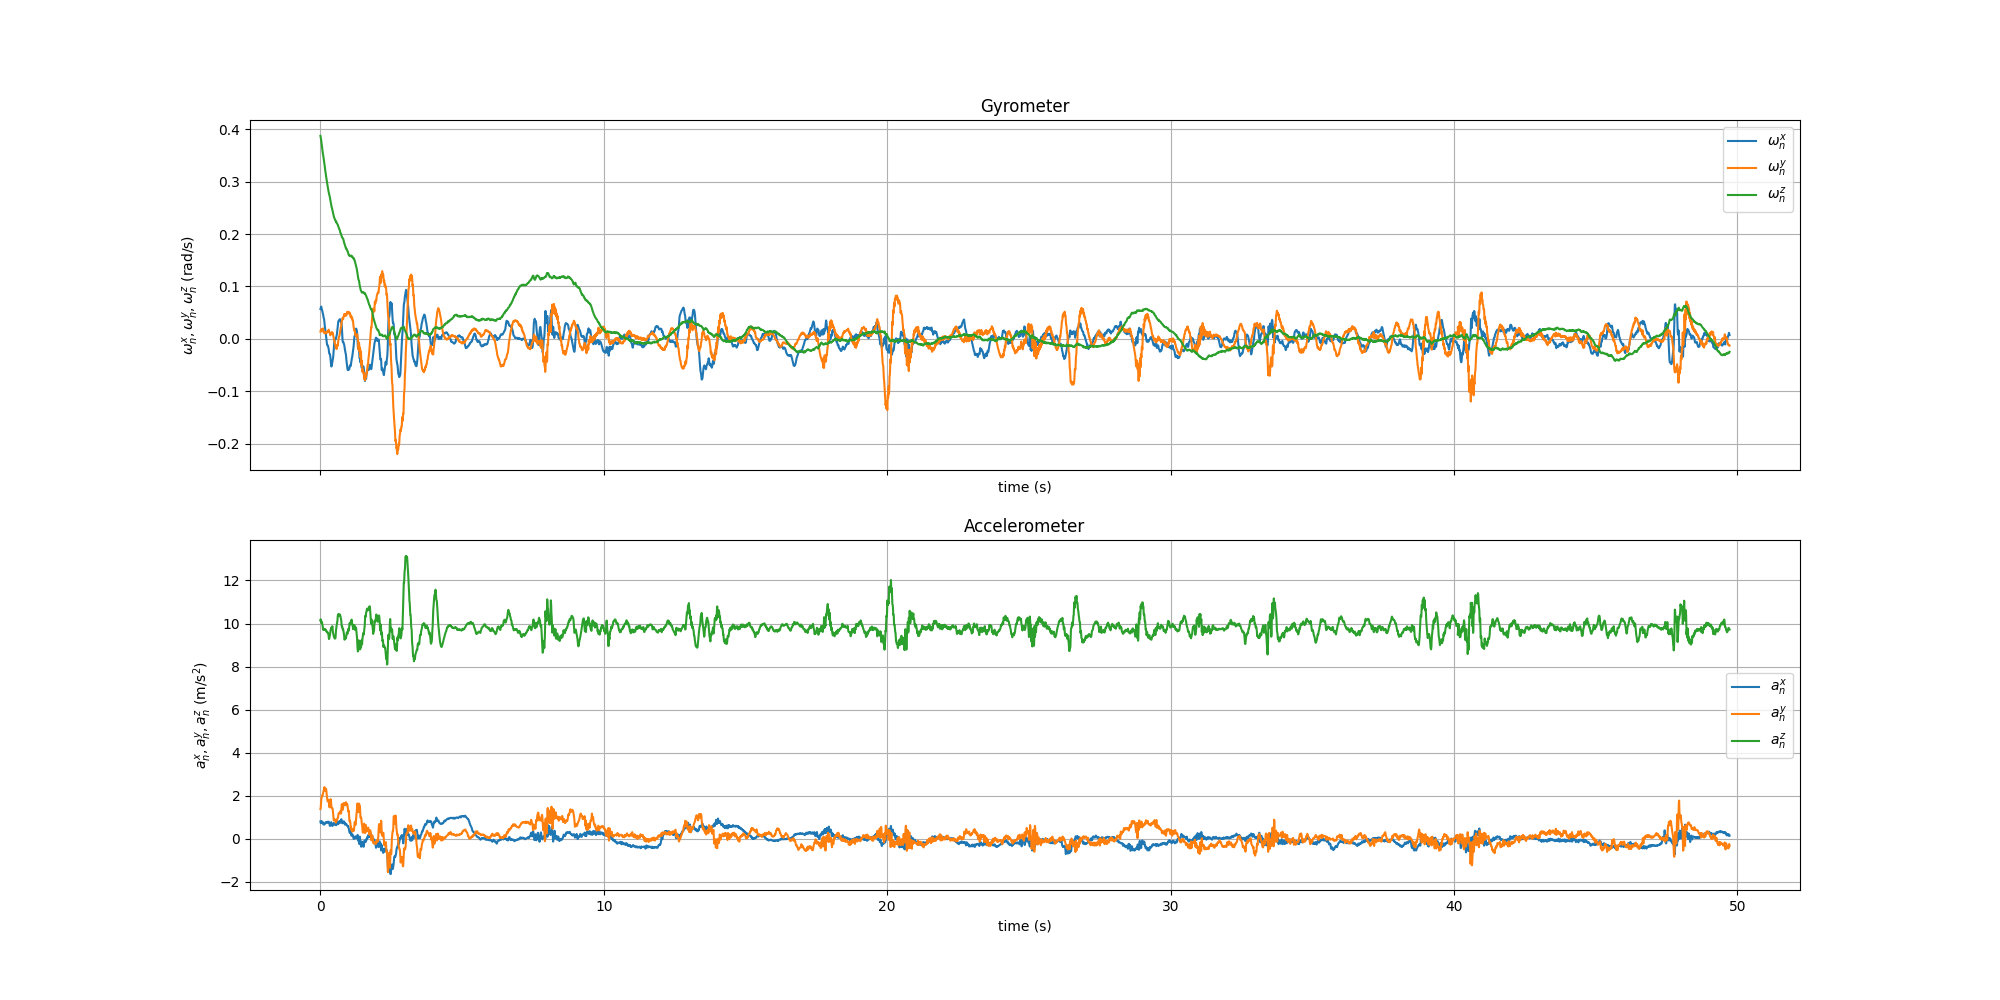 Gyrometer
0.4
0.3
0.2
0.1
0.0
−0.1
−0.2
ω_n^x, ω_n^y, ω_n^z (rad/s)
ω_n^x
ω_n^y
ω_n^z
time (s)
Accelerometer
12
10
8
6
4
2
0
−2
a_n^x, a_n^y, a_n^z (m/s²)
a_n^x
a_n^y
a_n^z
0 10 20 30 40 50
time (s)